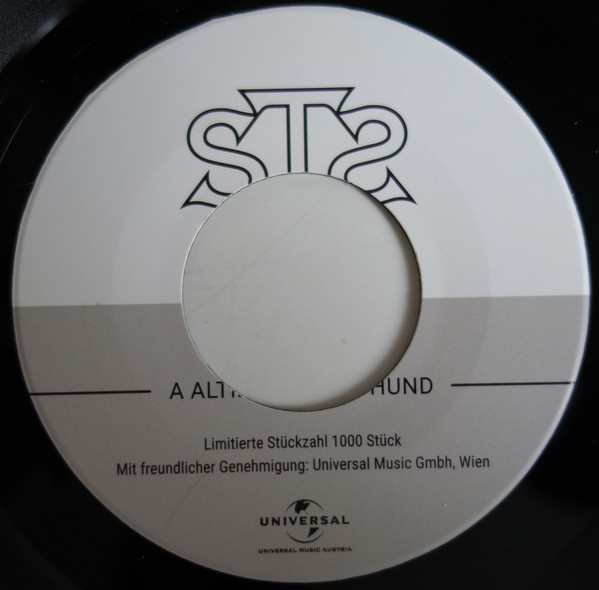 STS
A HUND
Limitierte Stückzahl 1000 Stück
Mit freundlicher Genehmigung: Universal Music Gmbh, Wien
UNIVERSAL
UNIVERSAL MUSIC AUSTRIA